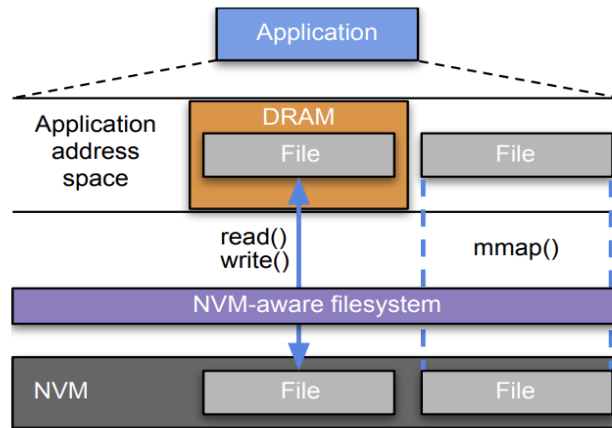 Application
Application
address
space
DRAM
File
File
read()
write()
mmap()
NVM-aware filesystem
NVM
File
File